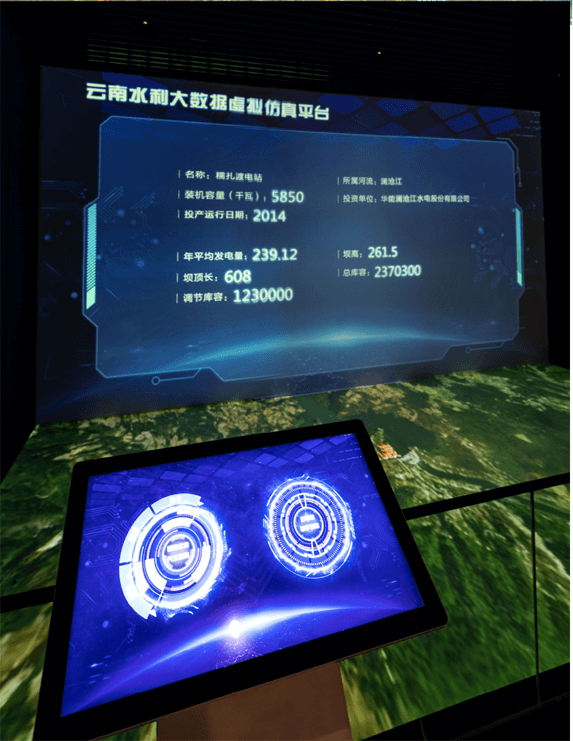 云南水利大数据虚拟仿真平台
名称：糯扎渡电站
所属河流：澜沧江
装机容量（千瓦）：5850
投资单位：华能澜沧江水电股份有限公司
投产运行日期：2014
年平均发电量：239.12
坝高：261.5
坝顶长：608
总库容：2370300
调节库容：1230000